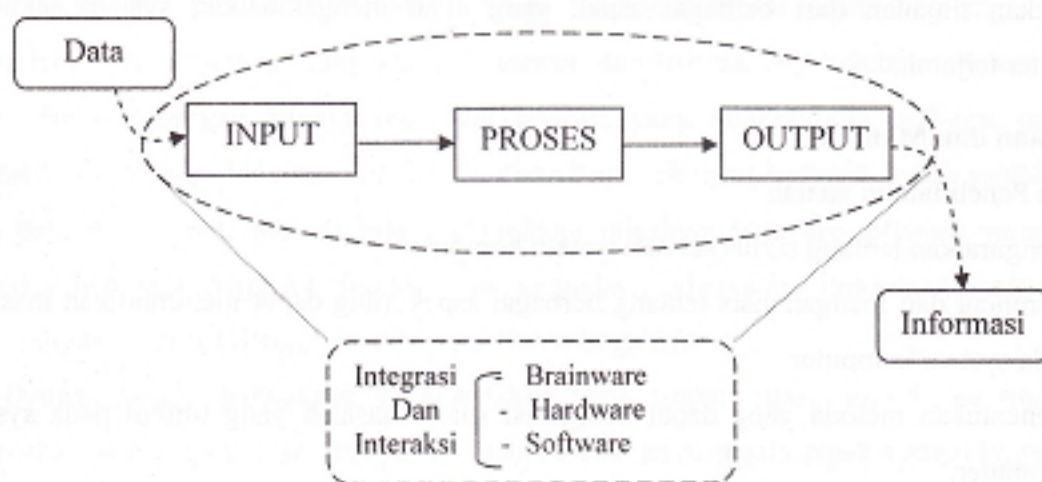 Data
INPUT
PROSES
OUTPUT
Informasi
Integrasi - Brainware
Dan - Hardware
Interaksi - Software